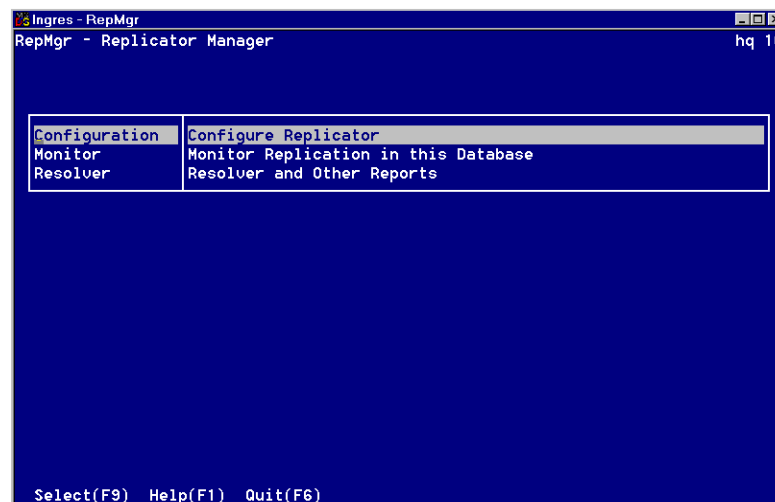 Ingres - RepMgr
RepMgr - Replicator Manager hq
Configuration Configure Replicator
Monitor Monitor Replication in this Database
Resolver Resolver and Other Reports
Select(F9) Help(F1) Quit(F6)